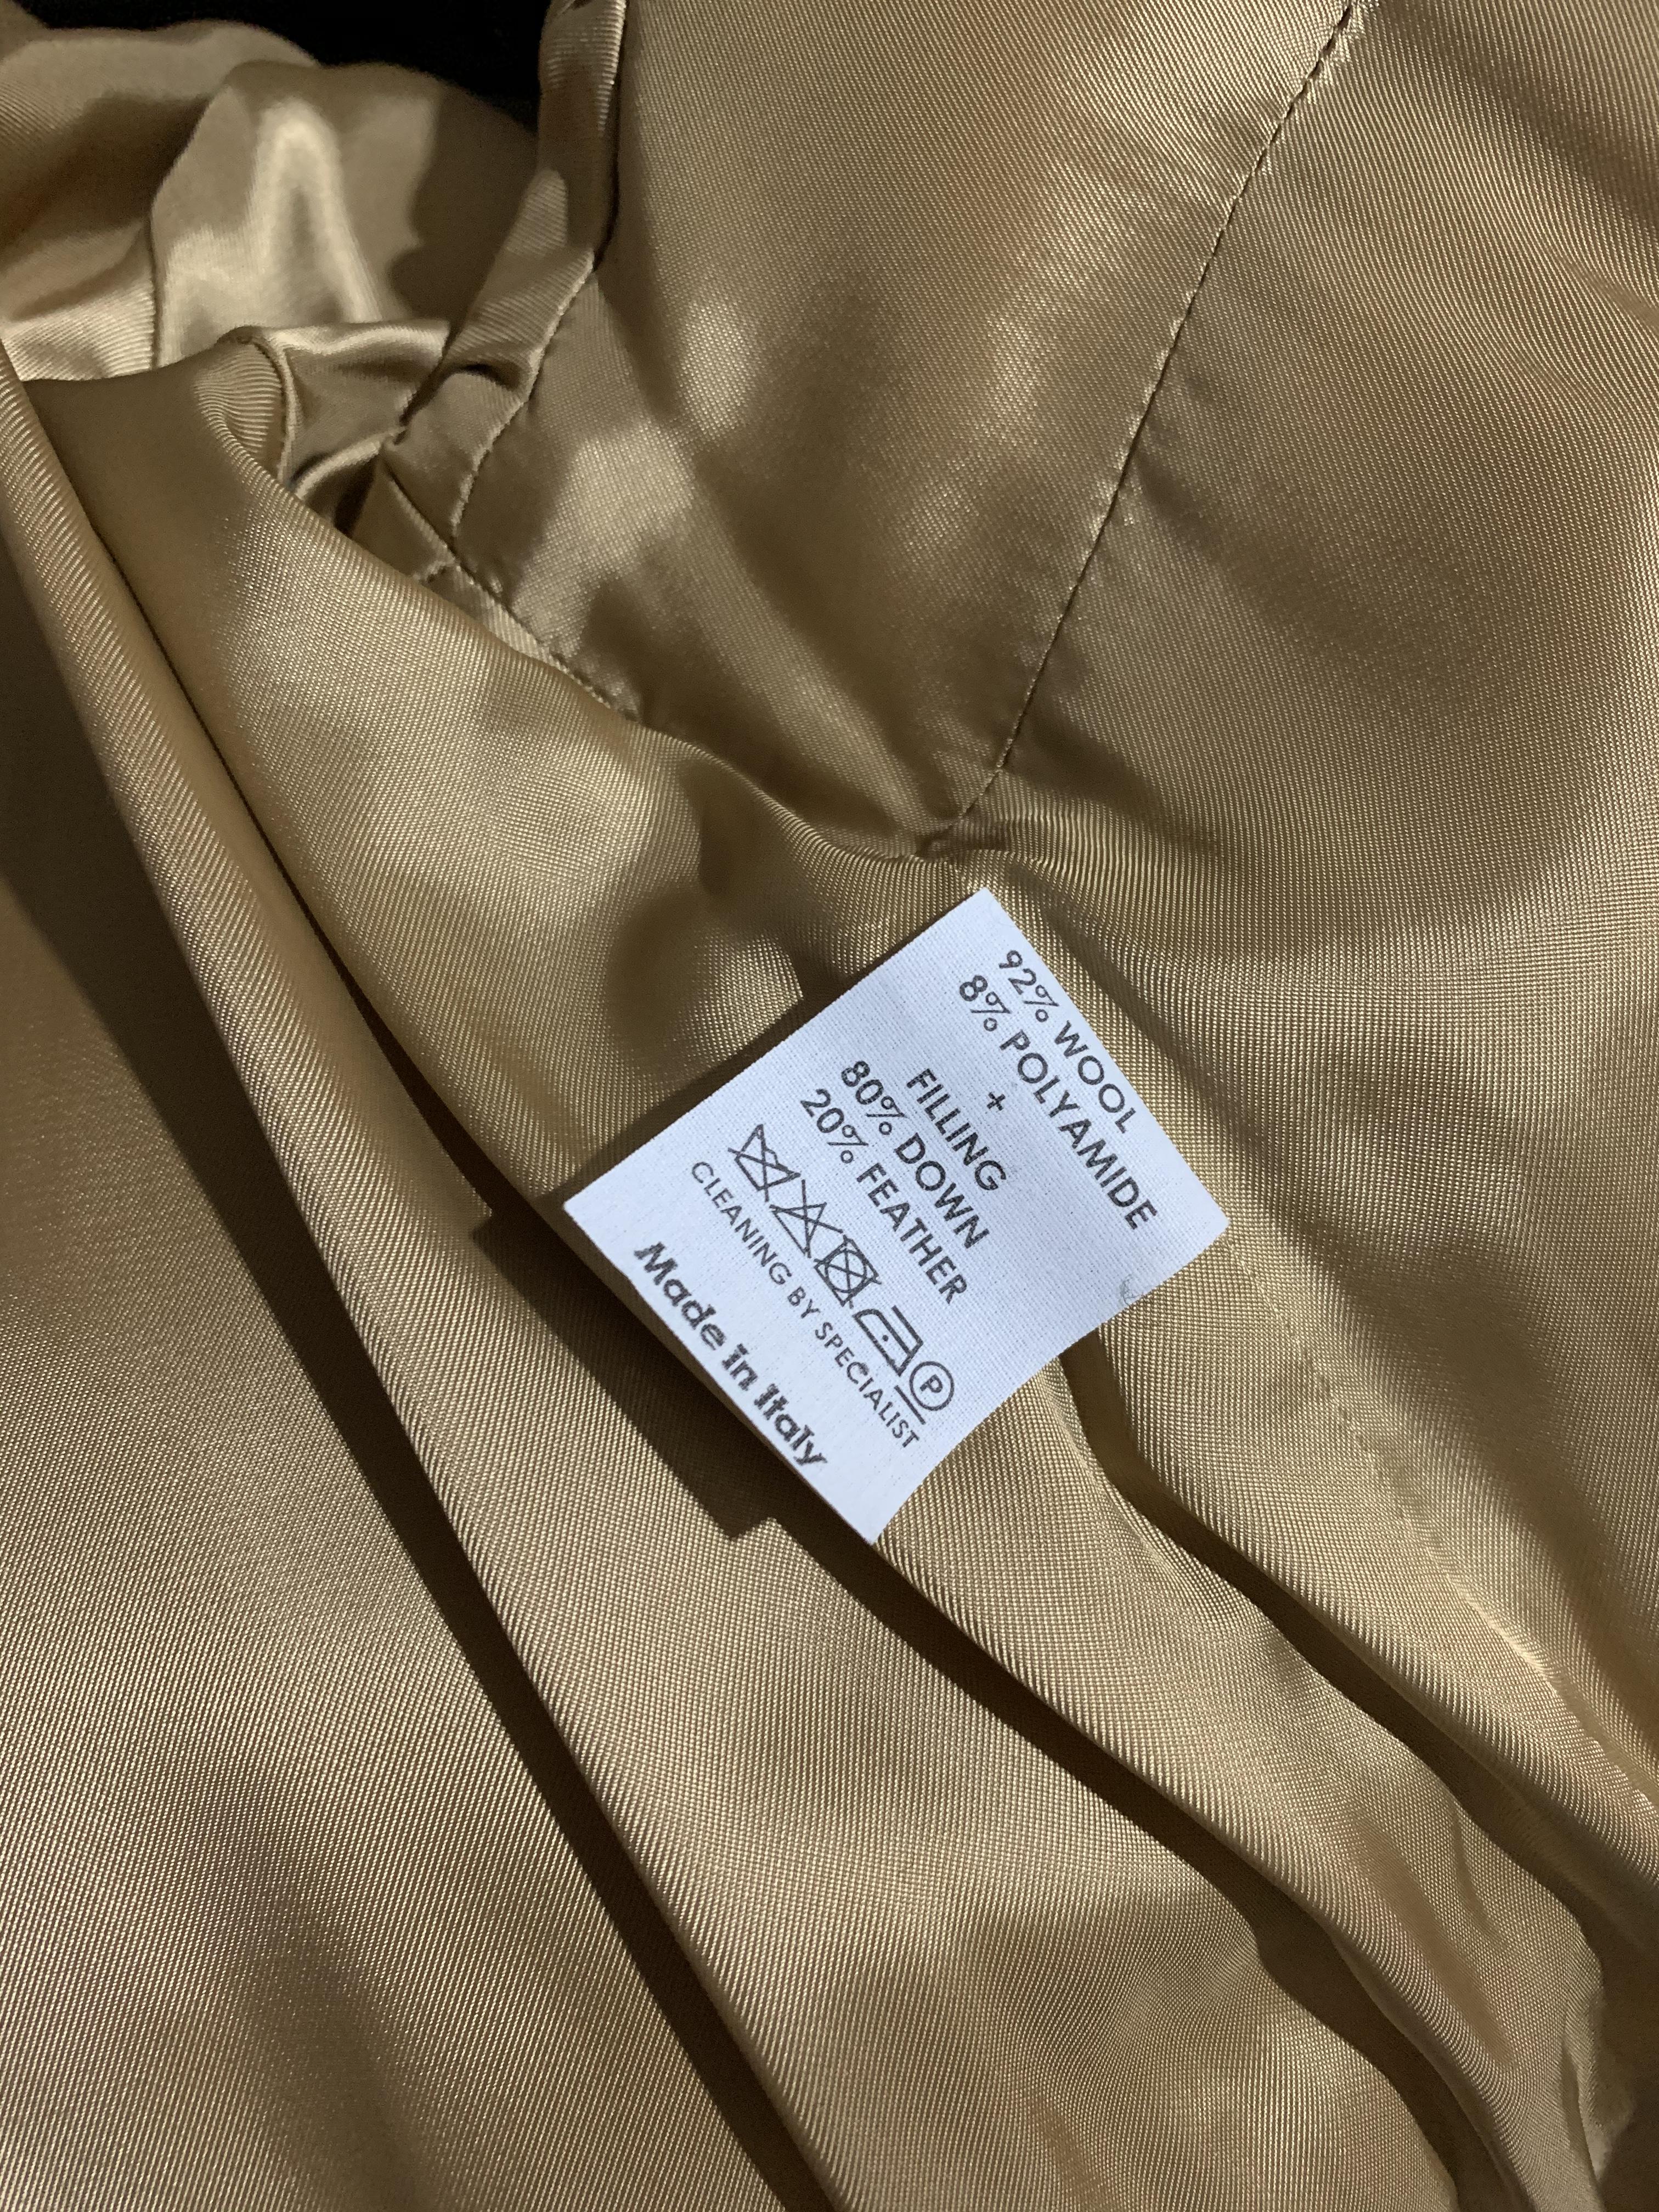 92% WOOL
8% POLYAMIDE
+
FILLING
80% DOWN
20% FEATHER
P
CLEANING BY SPECIALIST
Made in Italy